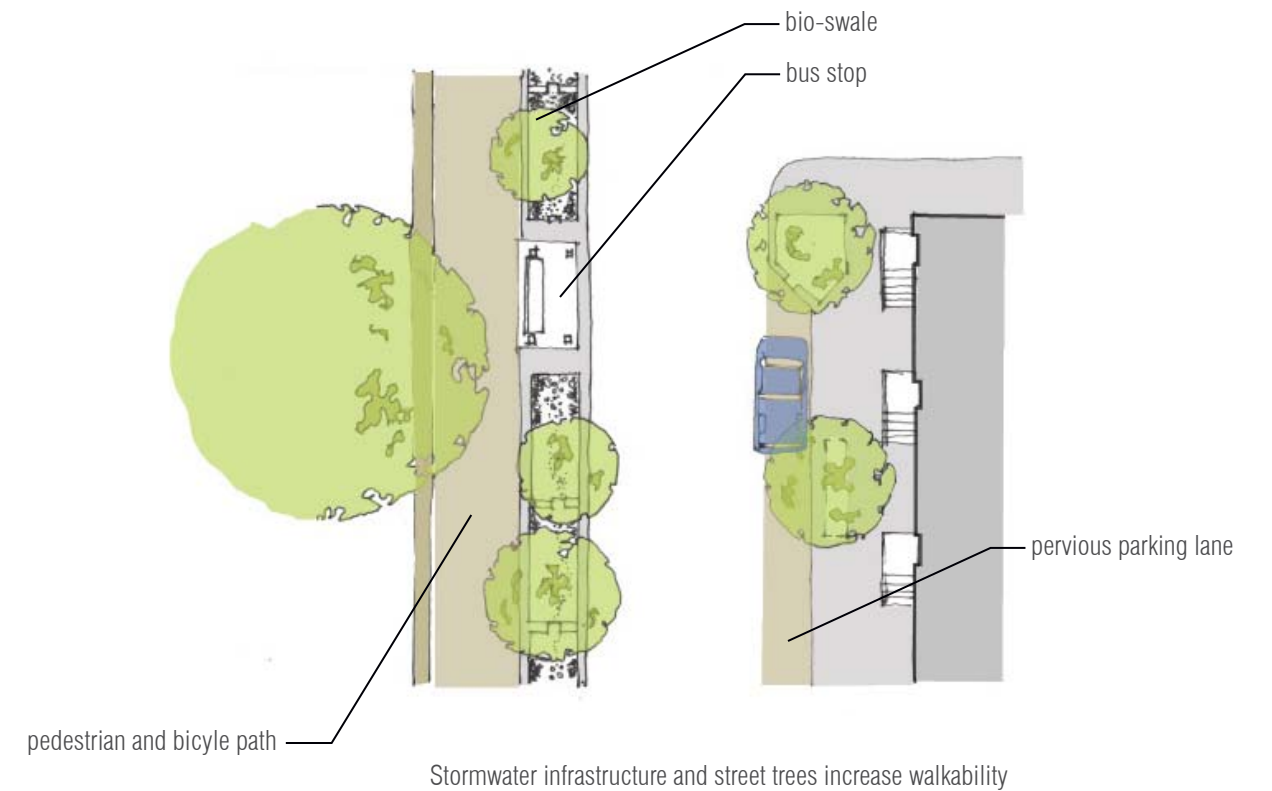 bio-swale
bus stop
pervious parking lane
pedestrian and bicyle path
Stormwater infrastructure and street trees increase walkability